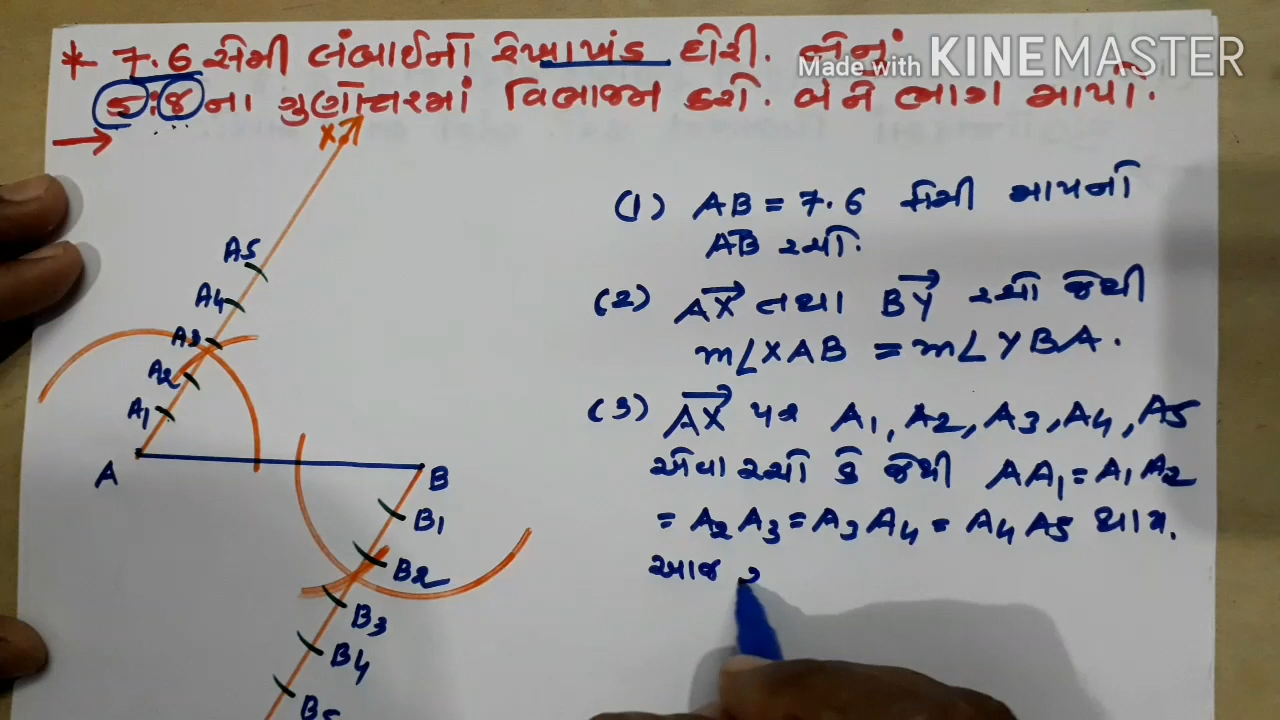 * 7.6 સેમી લંબાઈનો રેખાખંડ દોરી. તેનું
5:8 ના ગુણોત્તરમાં વિભાજન કરો. બંને ભાગ માપો.
Made with KINEMASTER
X
A5
A4
A3
A2
A1
A
B
B1
B2
B3
B4
B5
(1) AB = 7.6 સેમી માપનો
AB રચો.
(2) AX તથા BY રચો જેથી
m∠XAB = m∠YBA.
(3) AX પર A1, A2, A3, A4, A5
એવા રચો કે જેથી AA1 = A1A2
= A2A3 = A3A4 = A4A5 થાય.
આજ